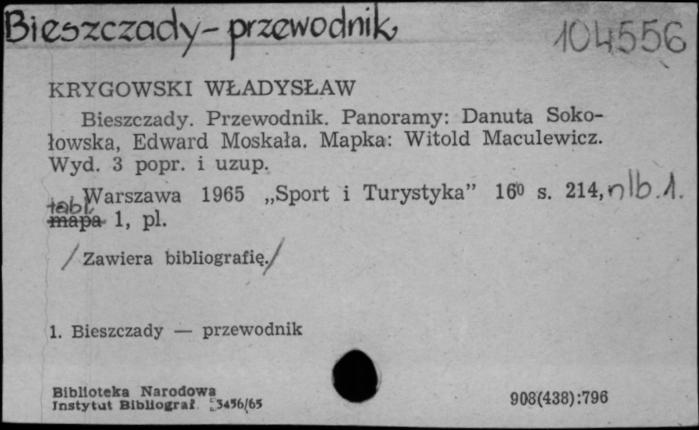 Bieszczady - przewodnik
104556
KRYGOWSKI WŁADYSŁAW
Bieszczady. Przewodnik. Panoramy: Danuta Soko-
łowska, Edward Moskała. Mapka: Witold Maculewicz.
Wyd. 3 popr. i uzup.
Warszawa 1965 „Sport i Turystyka” 16⁰ s. 214, nlb. 1.
tabl.
mapa 1, pl.
/ Zawiera bibliografię. /
1. Bieszczady — przewodnik
Biblioteka Narodowa
Instytut Bibliograf. 3456/65
908(438):796